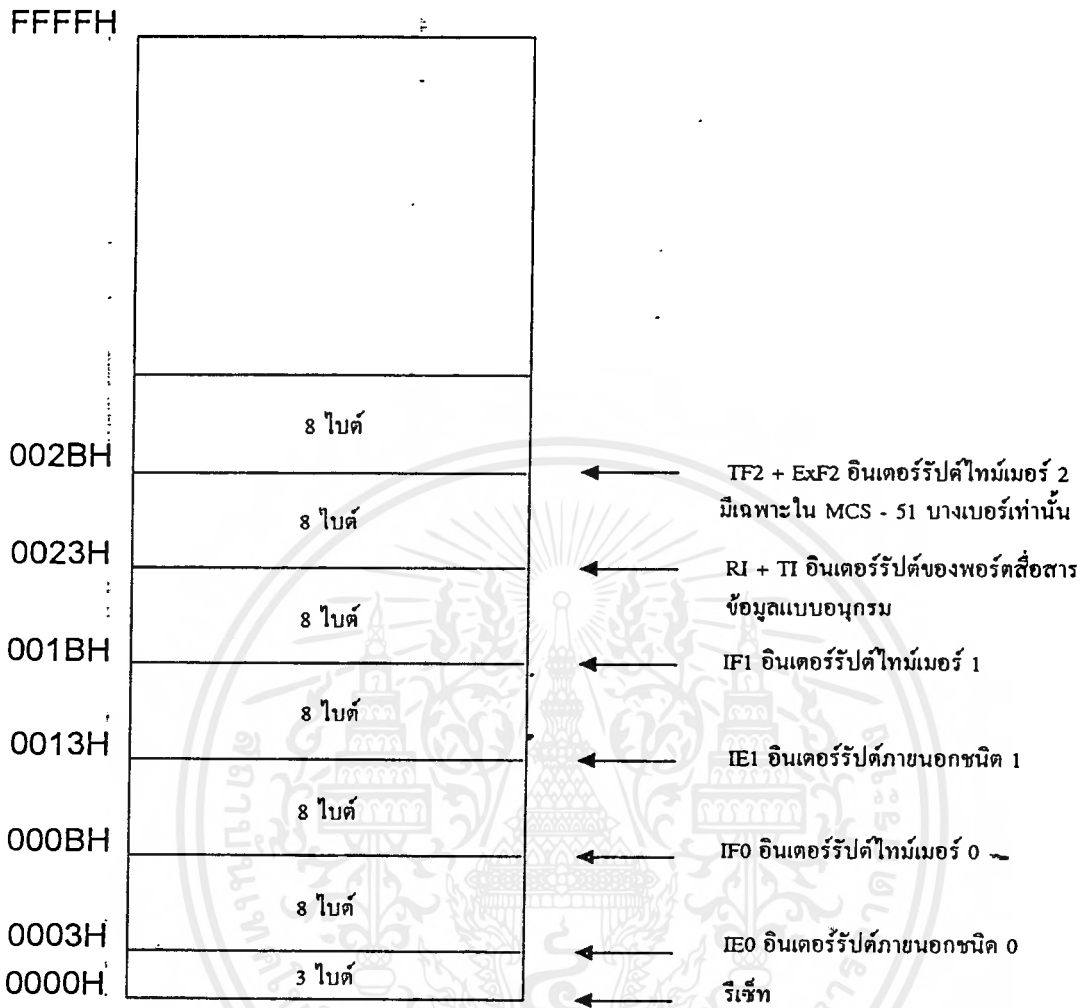 FFFFH
8 ไบต์
002BH
TF2 + ExF2 อินเตอร์รัปต์ไทม์เมอร์ 2
มีเฉพาะใน MCS - 51 บางเบอร์เท่านั้น
8 ไบต์
0023H
RI + TI อินเตอร์รัปต์ของพอร์ตสื่อสาร
ข้อมูลแบบอนุกรม
8 ไบต์
001BH
IF1 อินเตอร์รัปต์ไทม์เมอร์ 1
8 ไบต์
0013H
IE1 อินเตอร์รัปต์ภายนอกชนิด 1
8 ไบต์
000BH
IF0 อินเตอร์รัปต์ไทม์เมอร์ 0
8 ไบต์
0003H
IE0 อินเตอร์รัปต์ภายนอกชนิด 0
3 ไบต์
0000H
รีเซ็ท